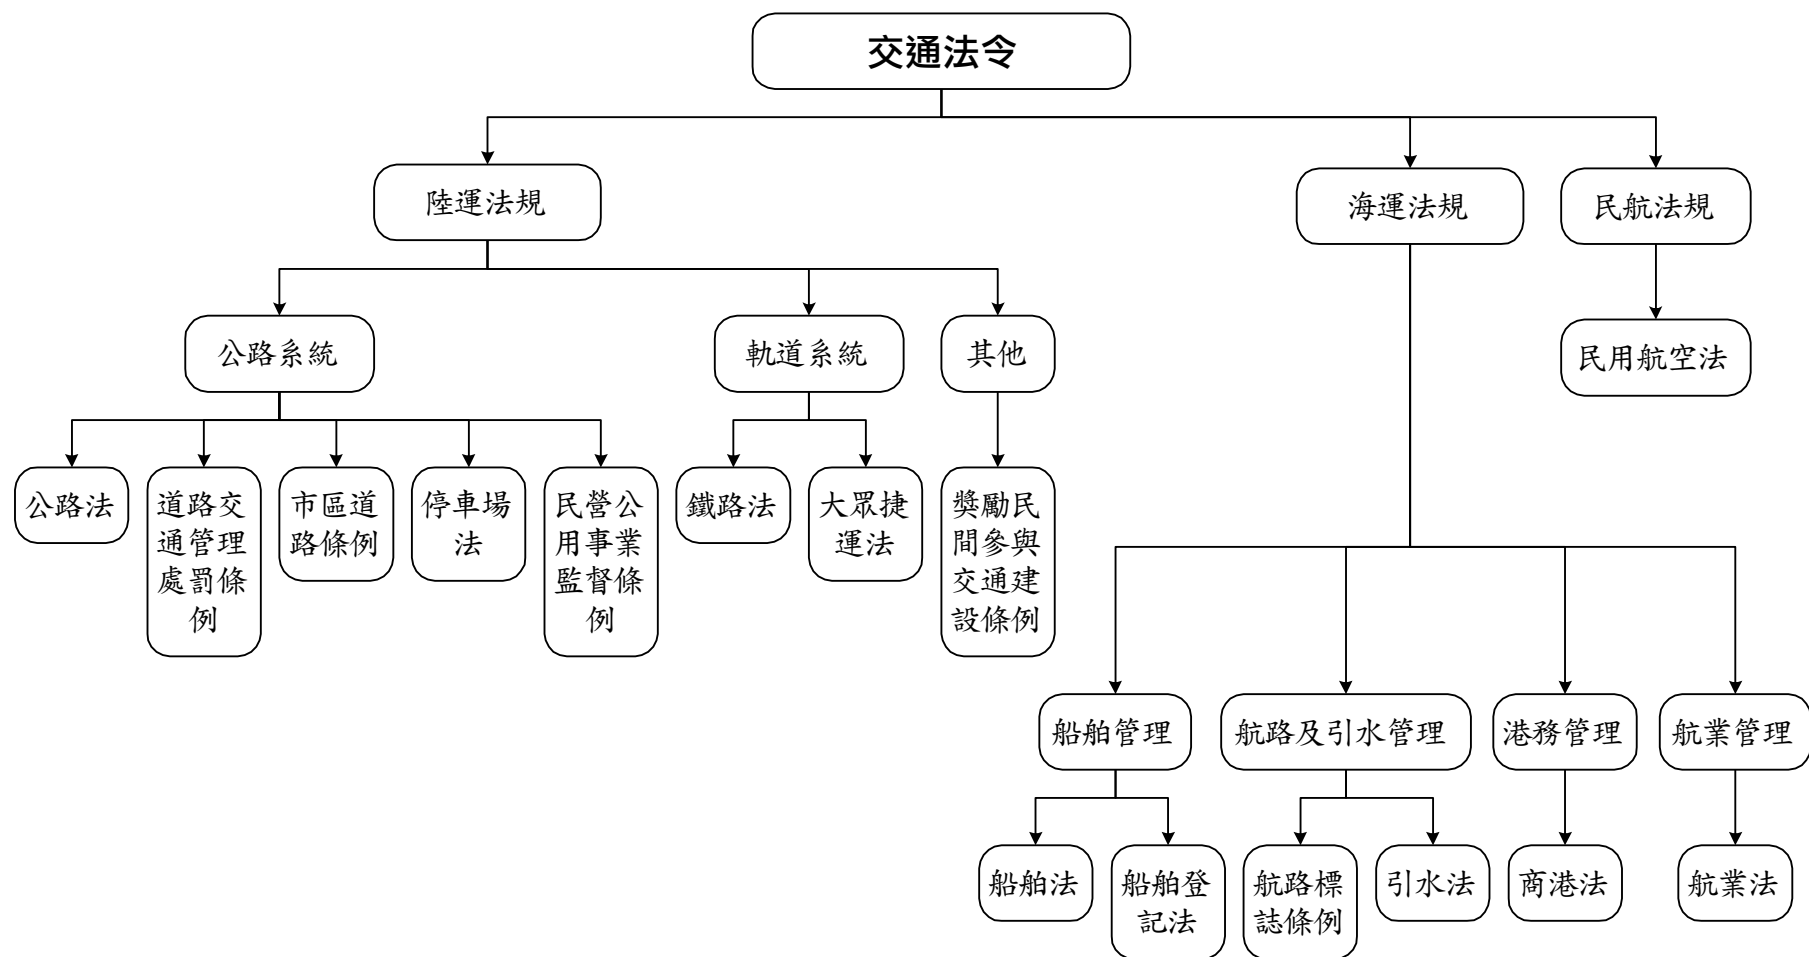 交通法令
陸運法規
海運法規
民航法規
公路系統
軌道系統
其他
民用航空法
公路法
道路交
通管理
處罰條
例
市區道
路條例
停車場
法
民營公
用事業
監督條
例
鐵路法
大眾捷
運法
獎勵民
間參與
交通建
設條例
船舶管理
航路及引水管理
港務管理
航業管理
船舶法
船舶登
記法
航路標
誌條例
引水法
商港法
航業法